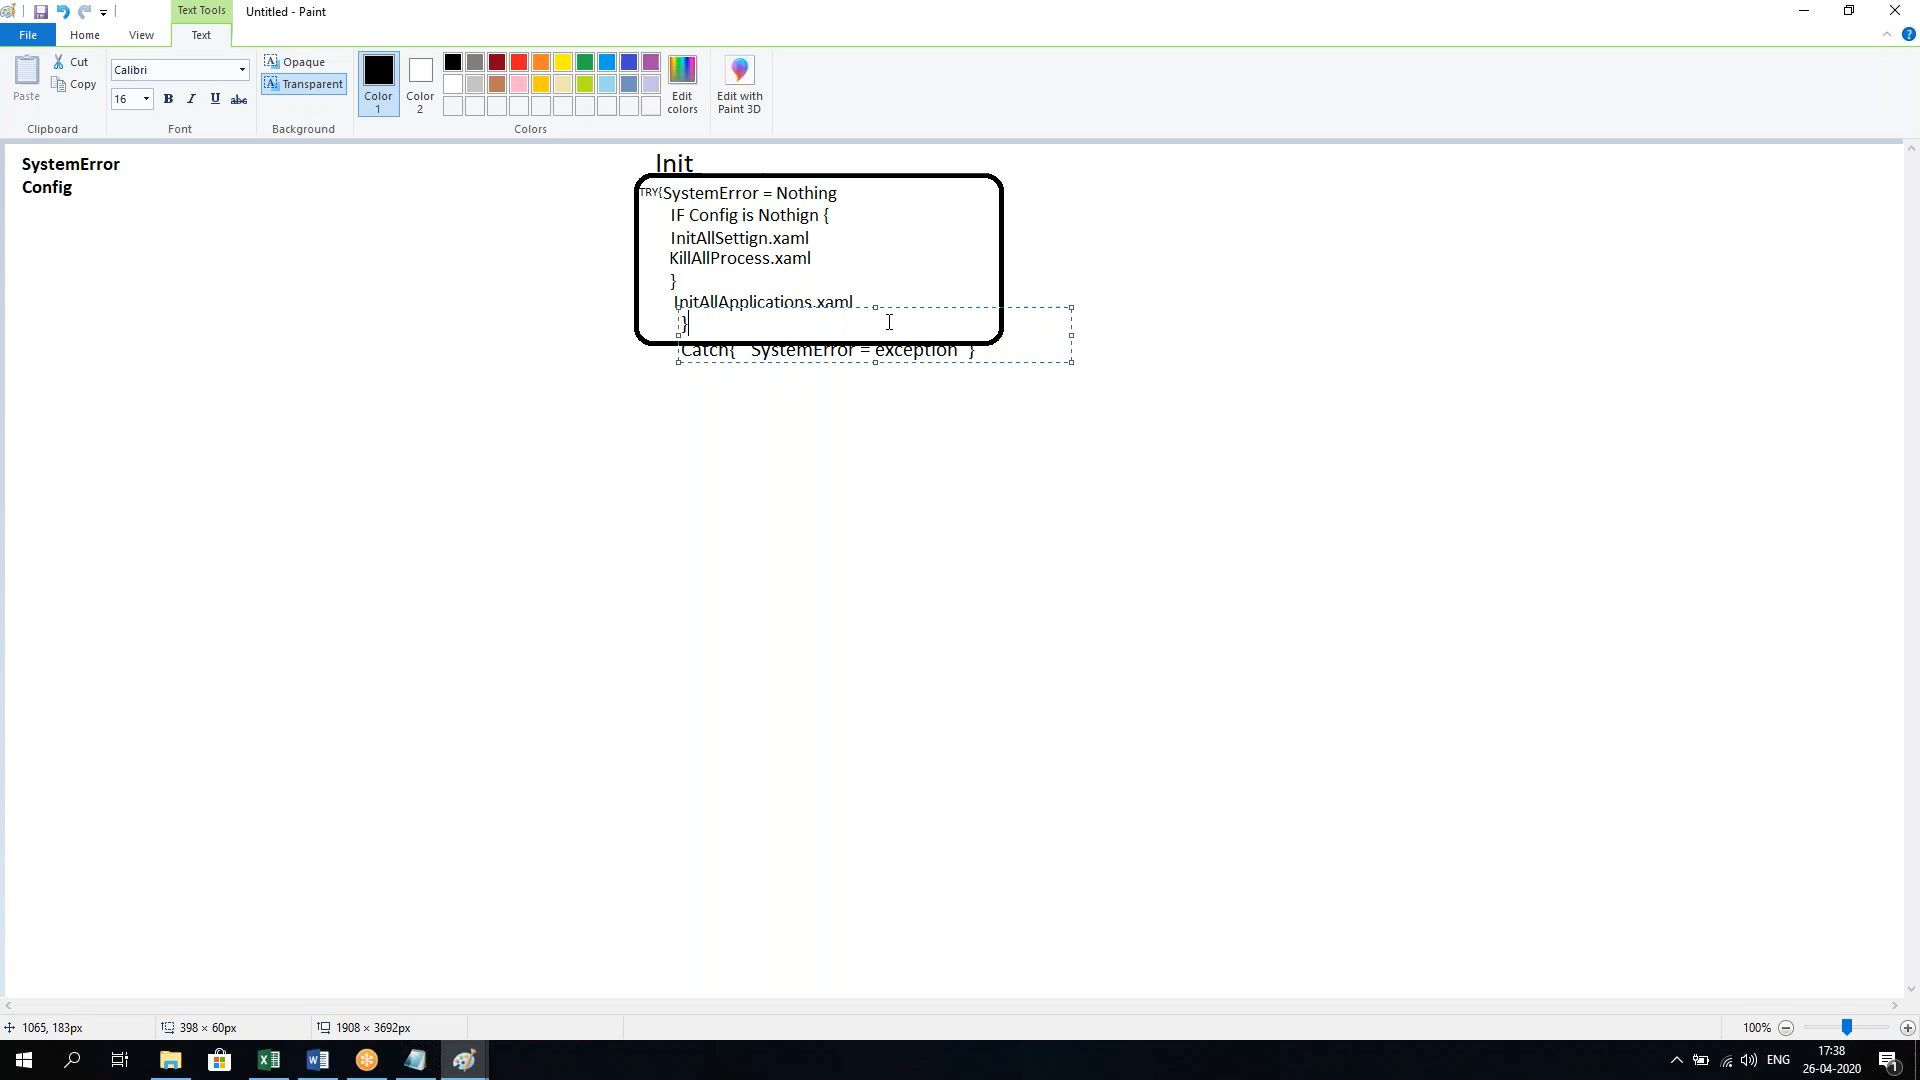 Text Tools
Untitled - Paint
File
Home
View
Text
Paste
Cut
Copy
Clipboard
Calibri
16
B I U abc
Font
Opaque
Transparent
Background
Color 1
Color 2
Colors
Edit colors
Edit with Paint 3D
SystemError
Config
Init
TRY{SystemError = Nothing
IF Config is Nothign {
InitAllSettign.xaml
KillAllProcess.xaml
}
InitAllApplications.xaml
}
Catch{ SystemError = exception }
1065, 183px
398 × 60px
1908 × 3692px
100%
ENG
17:38
26-04-2020
1